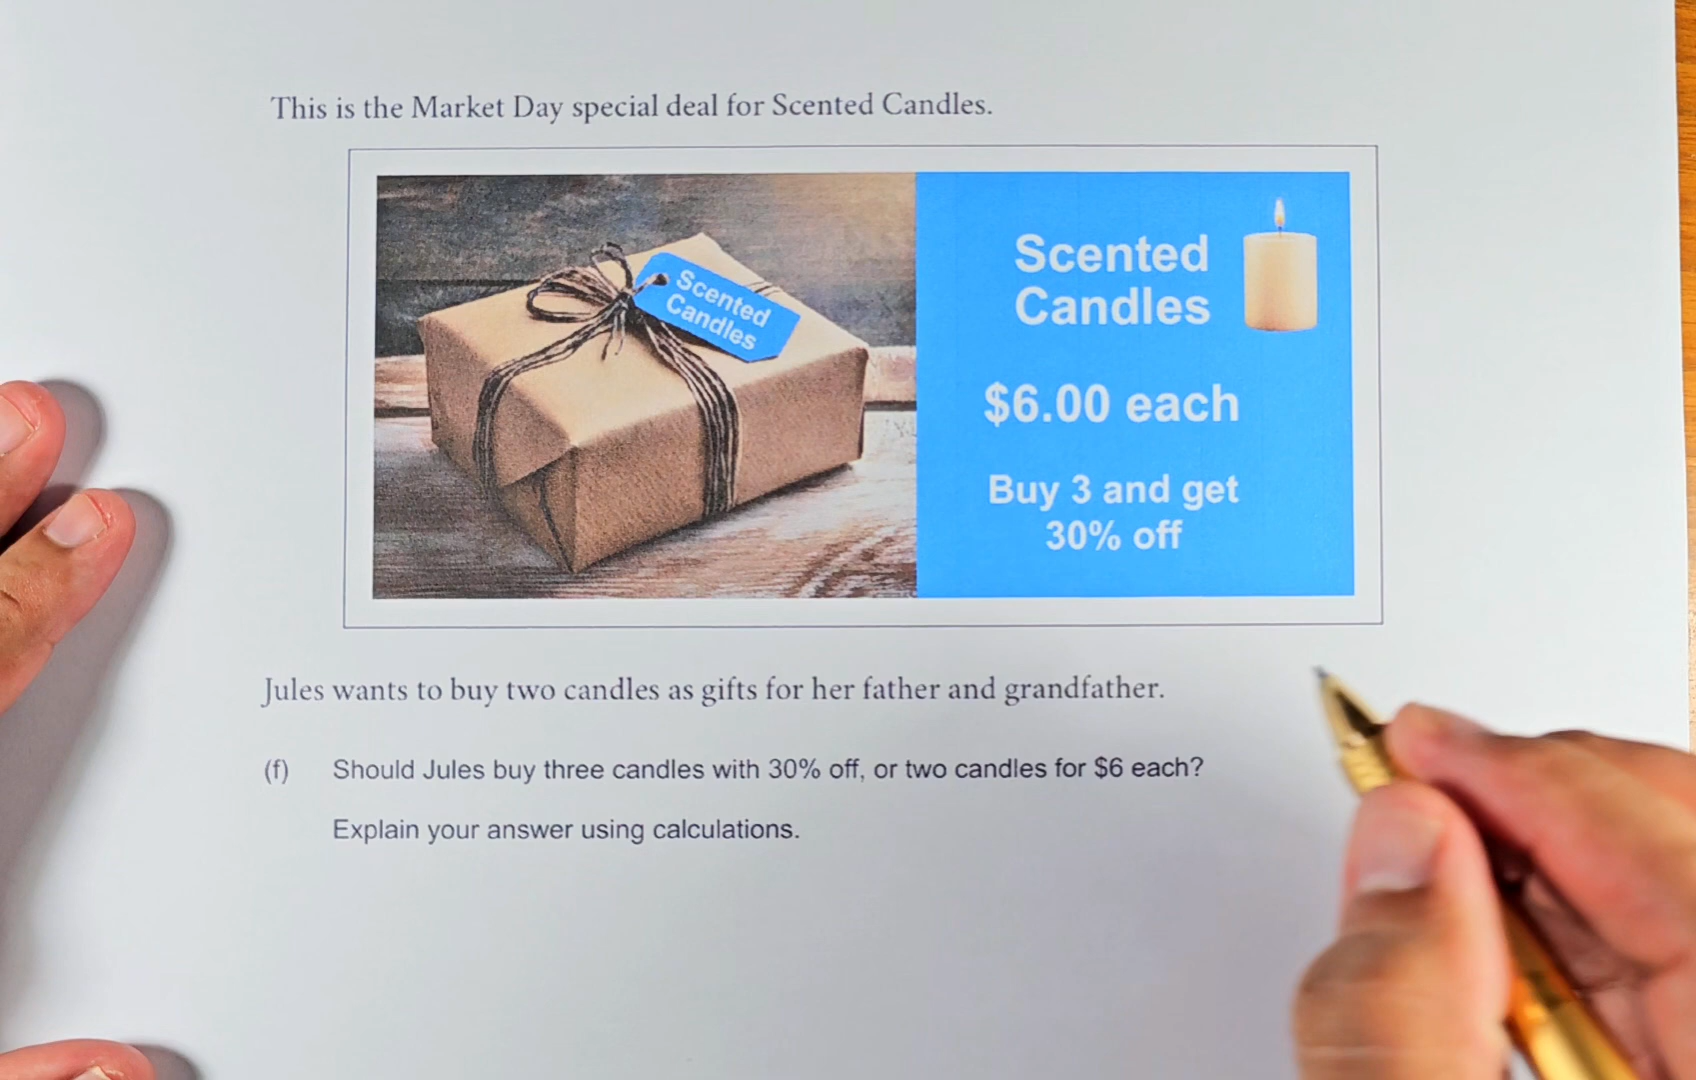 This is the Market Day special deal for Scented Candles.
Scented
Candles
Scented
Candles
$6.00 each
Buy 3 and get
30% off
Jules wants to buy two candles as gifts for her father and grandfather.
(f) Should Jules buy three candles with 30% off, or two candles for $6 each?
Explain your answer using calculations.